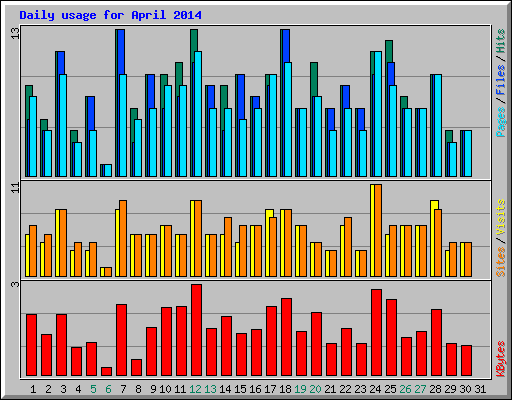 Daily usage for April 2014
13
Pages/Files/Hits
11
Sites/Visits
3
KBytes
1 2 3 4 5 6 7 8 9 10 11 12 13 14 15 16 17 18 19 20 21 22 23 24 25 26 27 28 29 30 31